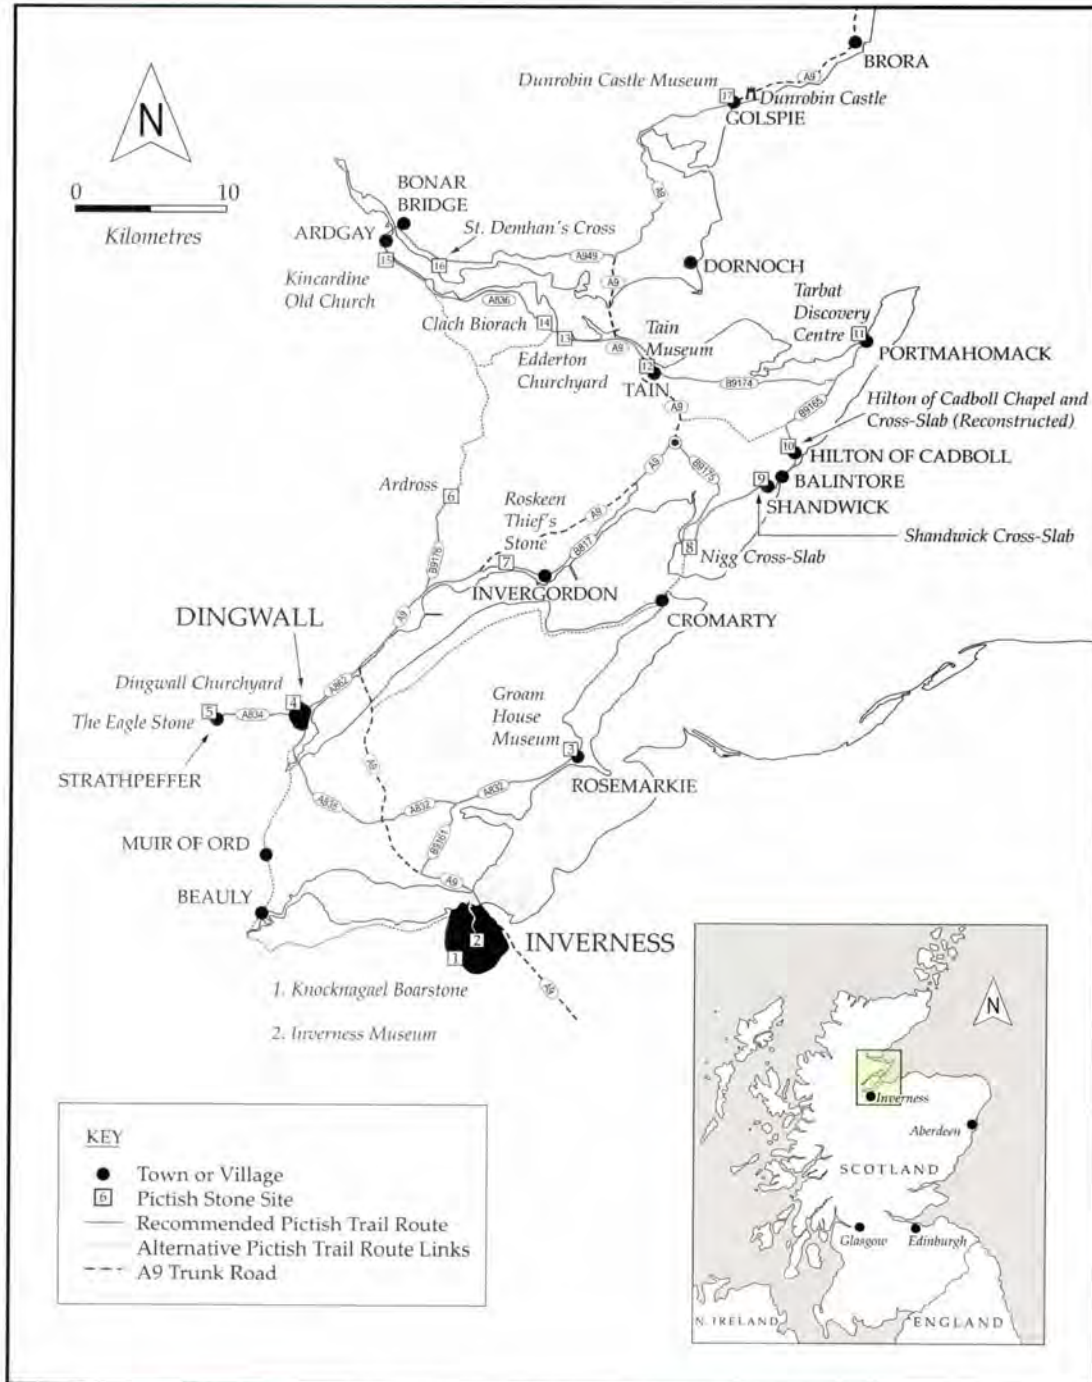 BRORA
A9
Dunrobin Castle Museum
17
Dunrobin Castle
GOLSPIE
N
0 10
Kilometres
A9
BONAR
BRIDGE
ARDGAY
St. Demhan's Cross
15
16
A949
DORNOCH
A9
Kincardine
Old Church
A836
Clach Biorach
14
13
Edderton
Churchyard
A9
Tain
Museum
12
TAIN
Tarbat
Discovery
Centre
11
PORTMAHOMACK
B9174
B9165
A9
Hilton of Cadboll Chapel and
Cross-Slab (Reconstructed)
10
HILTON OF CADBOLL
9
BALINTORE
SHANDWICK
Shandwick Cross-Slab
A9
B9175
Ardross
6
Roskeen
Thief's
Stone
A9
B817
7
8
Nigg Cross-Slab
B9176
INVERGORDON
CROMARTY
A9
DINGWALL
Dingwall Churchyard
4
A862
5
A834
The Eagle Stone
STRATHPEFFER
Groam
House
Museum
3
ROSEMARKIE
A9
A835
A832
A832
B9161
MUIR OF ORD
BEAULY
A9
2
1
INVERNESS
A9
1. Knocknagael Boarstone
2. Inverness Museum
KEY
Town or Village
6 Pictish Stone Site
Recommended Pictish Trail Route
Alternative Pictish Trail Route Links
A9 Trunk Road
N
Inverness
Aberdeen
SCOTLAND
Glasgow
Edinburgh
N. IRELAND
ENGLAND